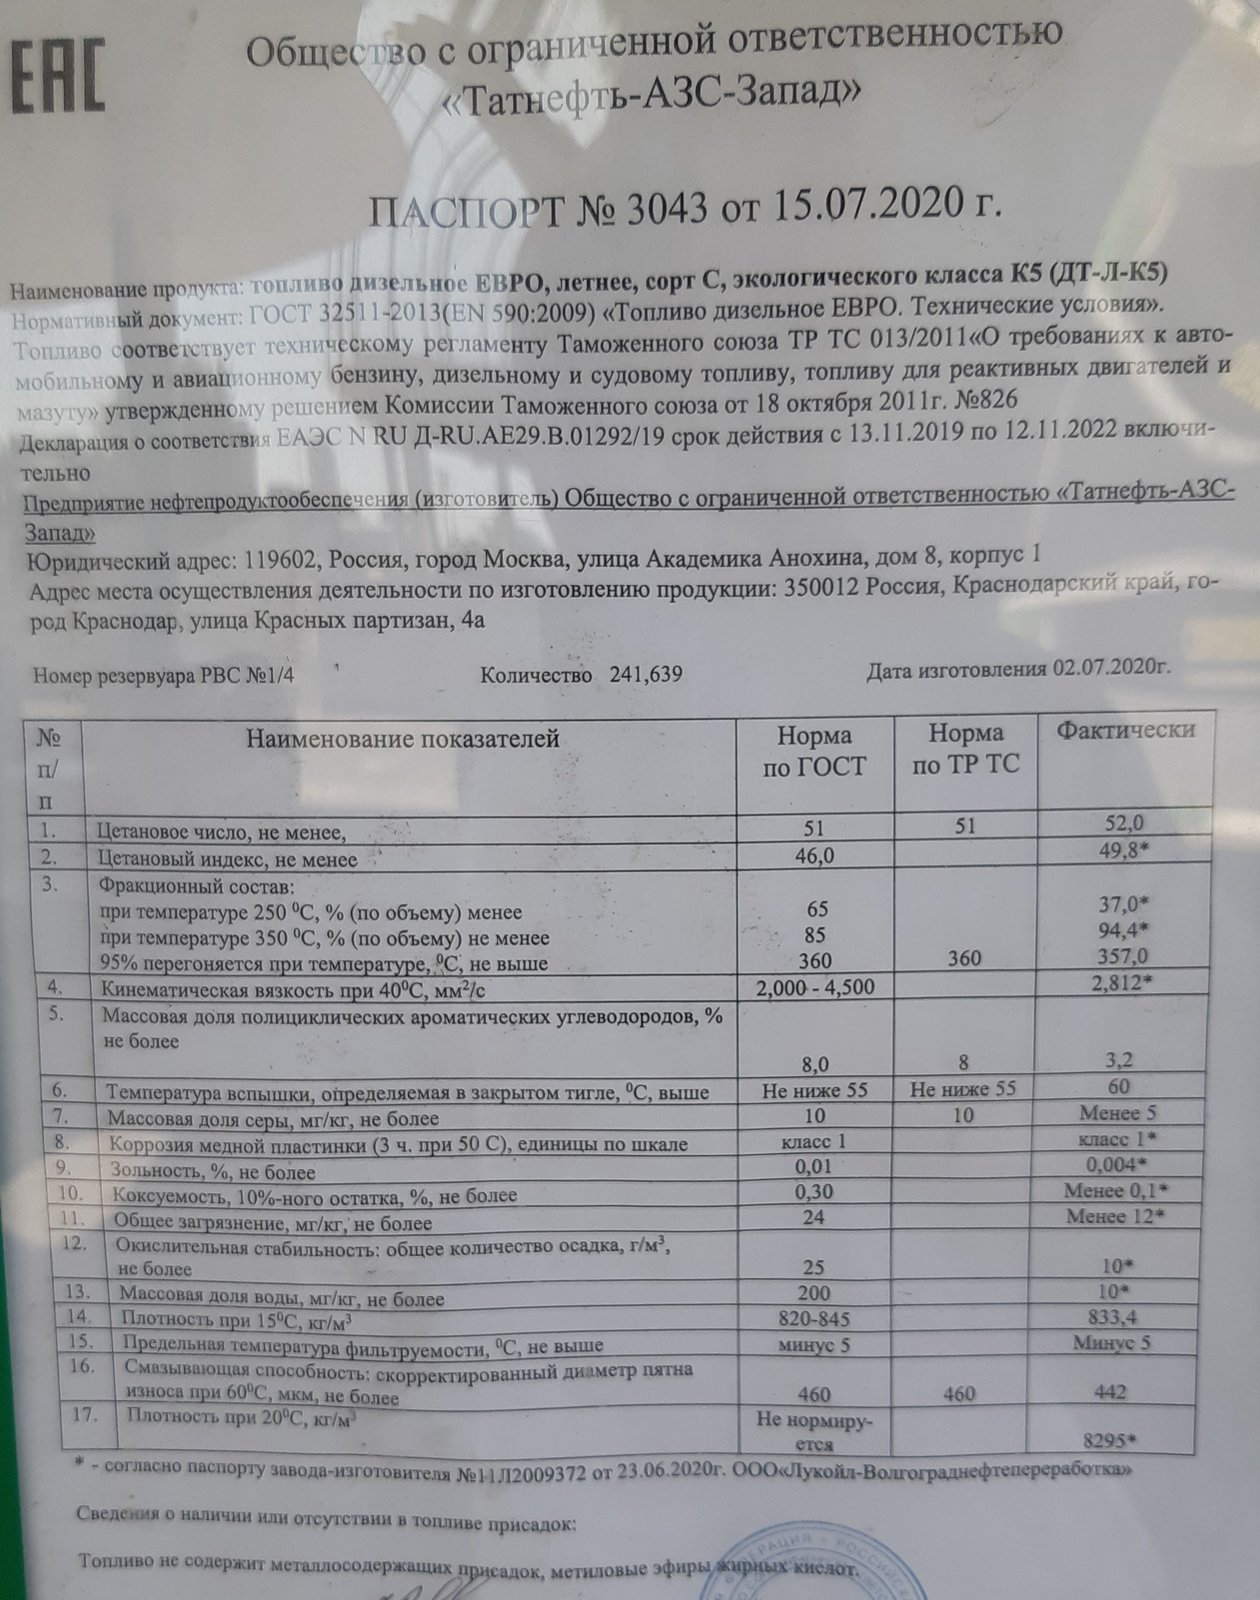 ЕАС
Общество с ограниченной ответственностью
«Татнефть-АЗС-Запад»
ПАСПОРТ № 3043 от 15.07.2020 г.
Наименование продукта: топливо дизельное ЕВРО, летнее, сорт С, экологического класса К5 (ДТ-Л-К5)
Нормативный документ: ГОСТ 32511-2013(EN 590:2009) «Топливо дизельное ЕВРО. Технические условия».
Топливо соответствует техническому регламенту Таможенного союза ТР ТС 013/2011«О требованиях к авто-
мобильному и авиационному бензину, дизельному и судовому топливу, топливу для реактивных двигателей и
мазуту» утвержденному решением Комиссии Таможенного союза от 18 октября 2011г. №826
Декларация о соответствия ЕАЭС N RU Д-RU.АЕ29.В.01292/19 срок действия с 13.11.2019 по 12.11.2022 включи-
тельно
Предприятие нефтепродуктообеспечения (изготовитель) Общество с ограниченной ответственностью «Татнефть-АЗС-
Запад»
Юридический адрес: 119602, Россия, город Москва, улица Академика Анохина, дом 8, корпус 1
Адрес места осуществления деятельности по изготовлению продукции: 350012 Россия, Краснодарский край, го-
род Краснодар, улица Красных партизан, 4а
Номер резервуара РВС №1/4 Количество 241,639 Дата изготовления 02.07.2020г.
№ Наименование показателей Норма Норма Фактически
п/ по ГОСТ по ТР ТС
п
1. Цетановое число, не менее, 51 51 52,0
2. Цетановый индекс, не менее 46,0 49,8*
3. Фракционный состав:
при температуре 250 ⁰С, % (по объему) менее 65 37,0*
при температуре 350 ⁰С, % (по объему) не менее 85 94,4*
95% перегоняется при температуре, ⁰С, не выше 360 360 357,0
4. Кинематическая вязкость при 40⁰С, мм²/с 2,000 - 4,500 2,812*
5. Массовая доля полициклических ароматических углеводородов, %
не более 8,0 8 3,2
6. Температура вспышки, определяемая в закрытом тигле, ⁰С, выше Не ниже 55 Не ниже 55 60
7. Массовая доля серы, мг/кг, не более 10 10 Менее 5
8. Коррозия медной пластинки (3 ч. при 50 С), единицы по шкале класс 1 класс 1*
9. Зольность, %, не более 0,01 0,004*
10. Коксуемость, 10%-ного остатка, %, не более 0,30 Менее 0,1*
11. Общее загрязнение, мг/кг, не более 24 Менее 12*
12. Окислительная стабильность: общее количество осадка, г/м³,
не более 25 10*
13. Массовая доля воды, мг/кг, не более 200 10*
14. Плотность при 15⁰С, кг/м³ 820-845 833,4
15. Предельная температура фильтруемости, ⁰С, не выше минус 5 Минус 5
16. Смазывающая способность: скорректированный диаметр пятна
износа при 60⁰С, мкм, не более 460 460 442
17. Плотность при 20⁰С, кг/м³ Не нормиру-
ется 8295*
* - согласно паспорту завода-изготовителя №11Л2009372 от 23.06.2020г. ООО«Лукойл-Волгограднефтепереработка»
Сведения о наличии или отсутствии в топливе присадок:
Топливо не содержит металлосодержащих присадок, метиловые эфиры жирных кислот.